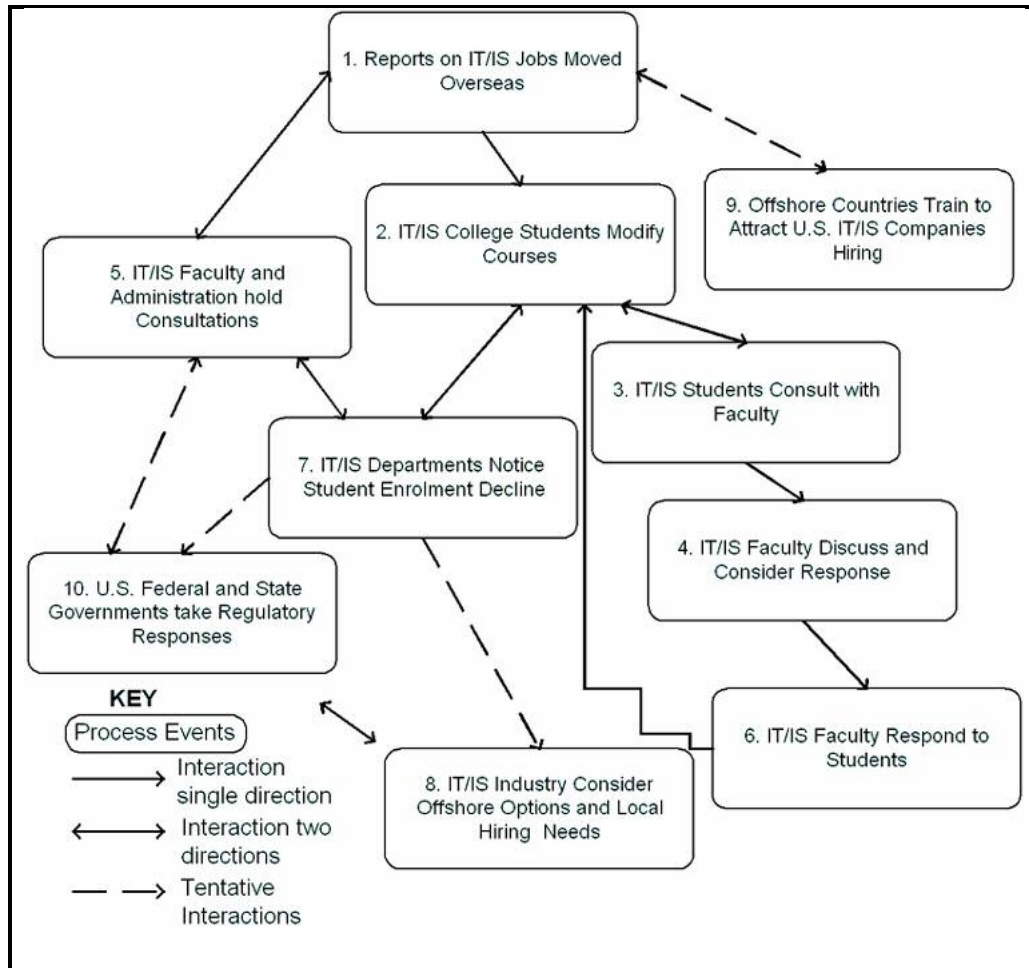 1. Reports on IT/IS Jobs Moved
Overseas
9. Offshore Countries Train to
Attract U.S. IT/IS Companies
Hiring
2. IT/IS College Students Modify
Courses
5. IT/IS Faculty and
Administration hold
Consultations
3. IT/IS Students Consult with
Faculty
7. IT/IS Departments Notice
Student Enrolment Decline
4. IT/IS Faculty Discuss and
Consider Response
10. U.S. Federal and State
Governments take Regulatory
Responses
6. IT/IS Faculty Respond to
Students
8. IT/IS Industry Consider
Offshore Options and Local
Hiring Needs
KEY
Process Events
Interaction
single direction
Interaction two
directions
Tentative
Interactions